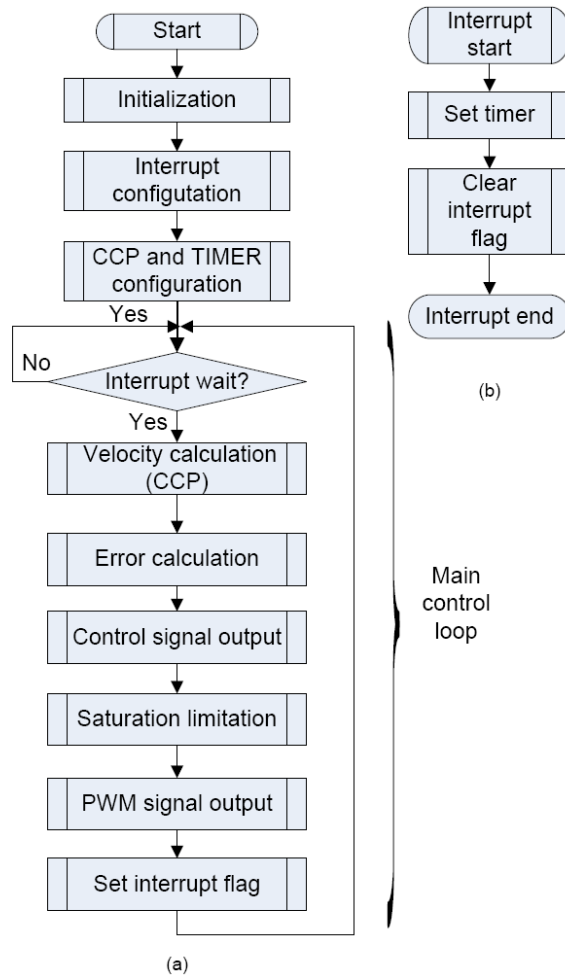 Start
Initialization
Interrupt
configutation
CCP and TIMER
configuration
Yes
No
Interrupt wait?
Yes
Velocity calculation
(CCP)
Error calculation
Control signal output
Saturation limitation
PWM signal output
Set interrupt flag
(a)
Main
control
loop
Interrupt
start
Set timer
Clear
interrupt
flag
Interrupt end
(b)